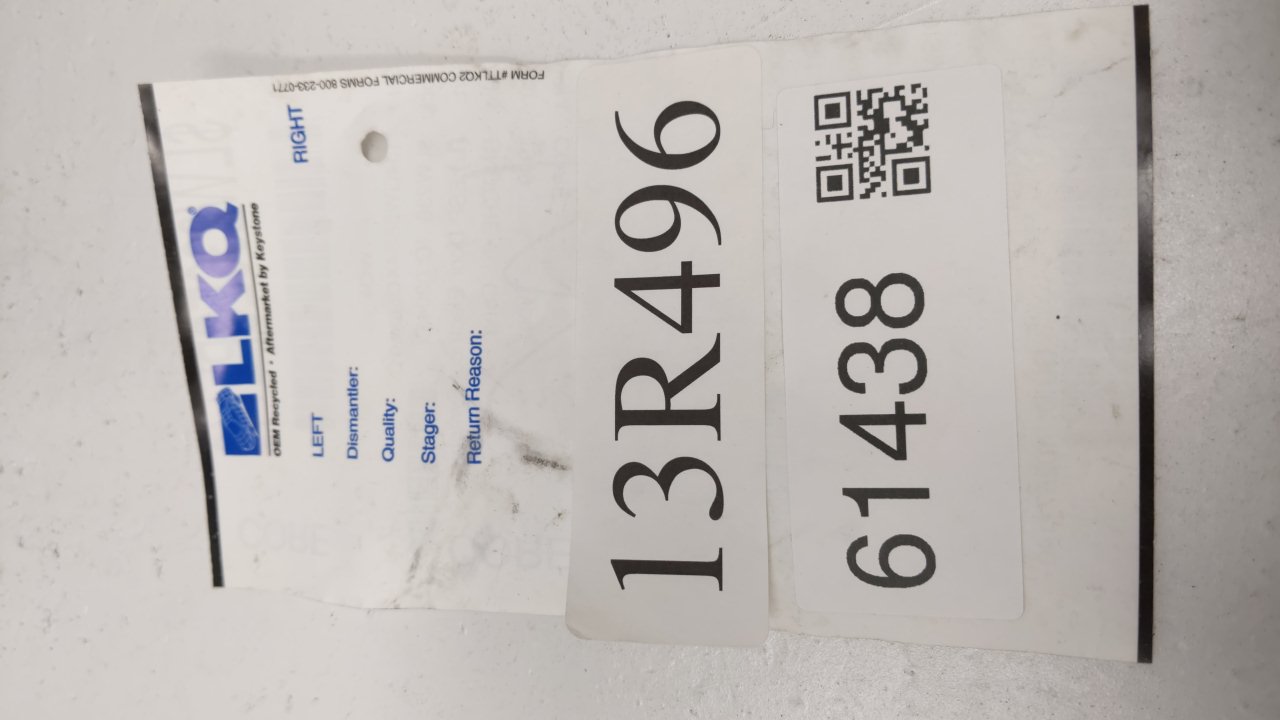 LKQ®
OEM Recycled • Aftermarket by Keystone
LEFT RIGHT
Dismantler:
Quality:
Stager:
Return Reason:
FORM #TTLKQ2 COMMERCIAL FORMS 800-233-0771
13R496
61438